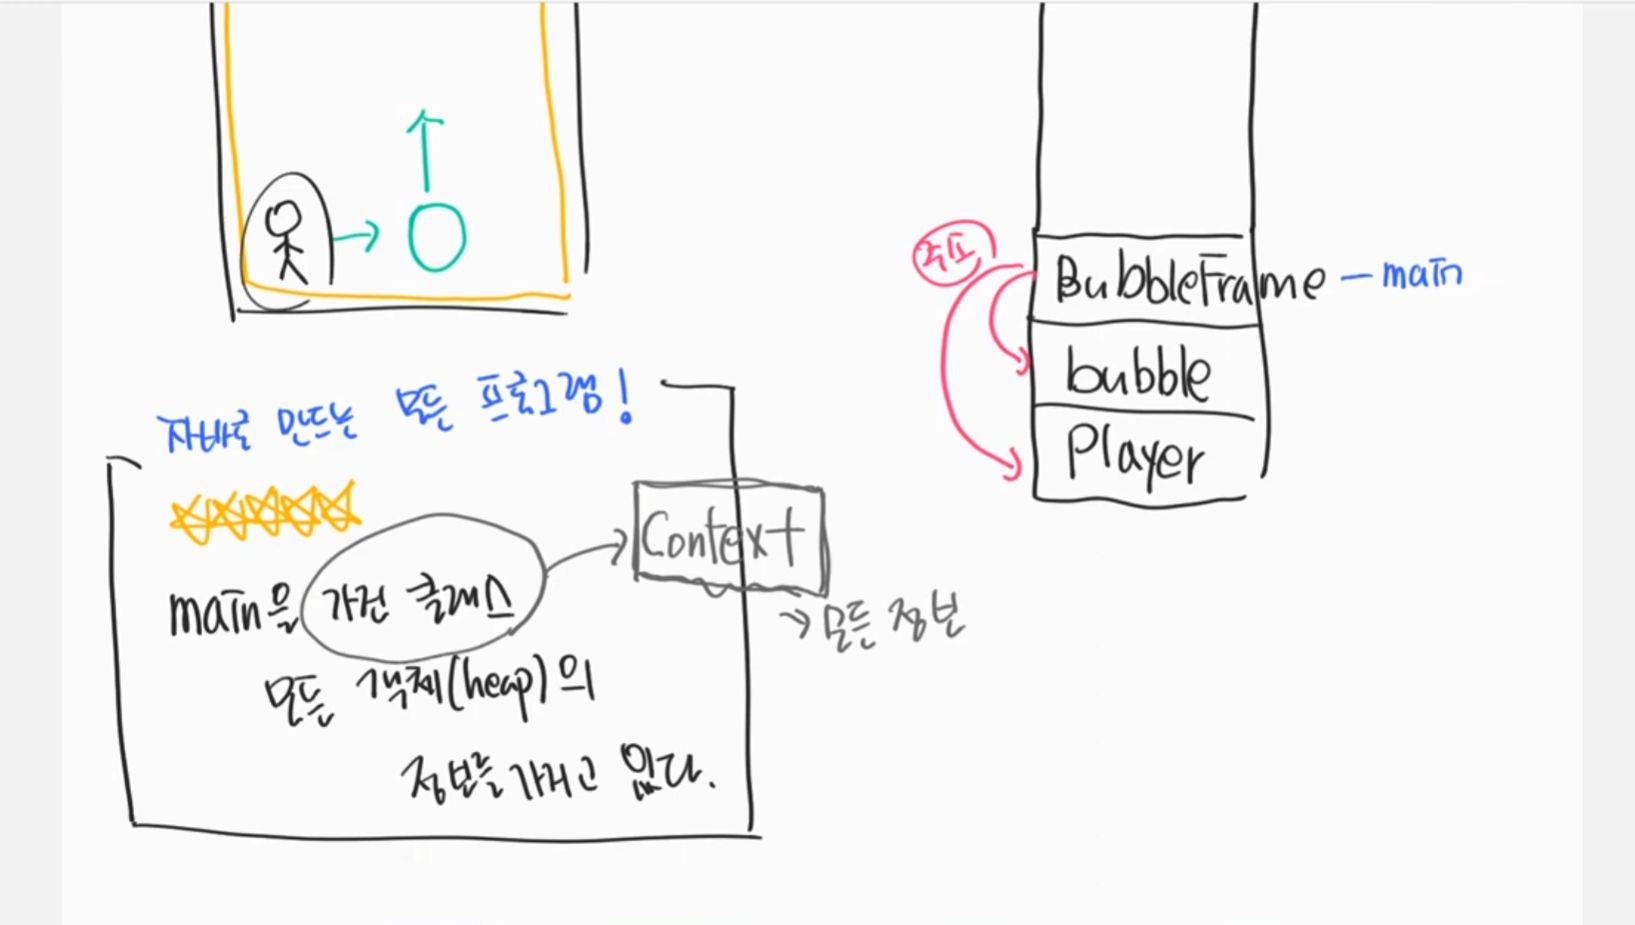 주소
BubbleFrame - main
bubble
Player
자바로 만드는 모든 프로그램!
main을 가진 클래스
Context
→ 모든 정보
모든 객체(heap)의
정보를 가지고 있다.